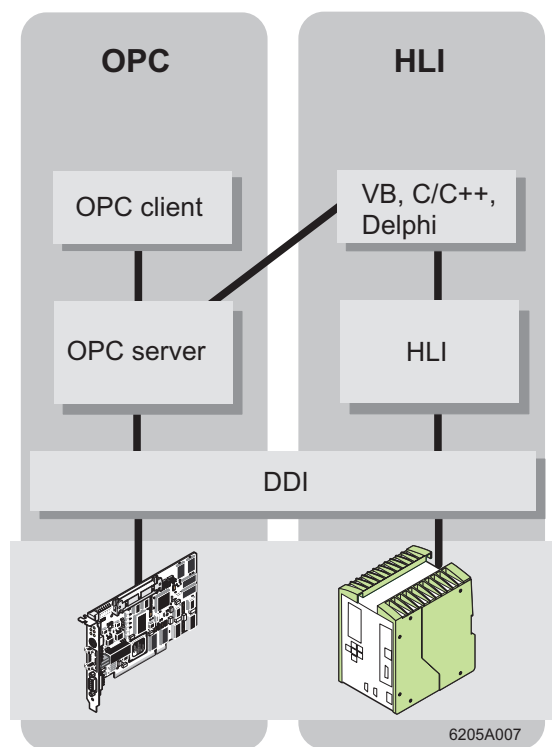 OPC
HLI
OPC client
VB, C/C++,
Delphi
OPC server
HLI
DDI
6205A007